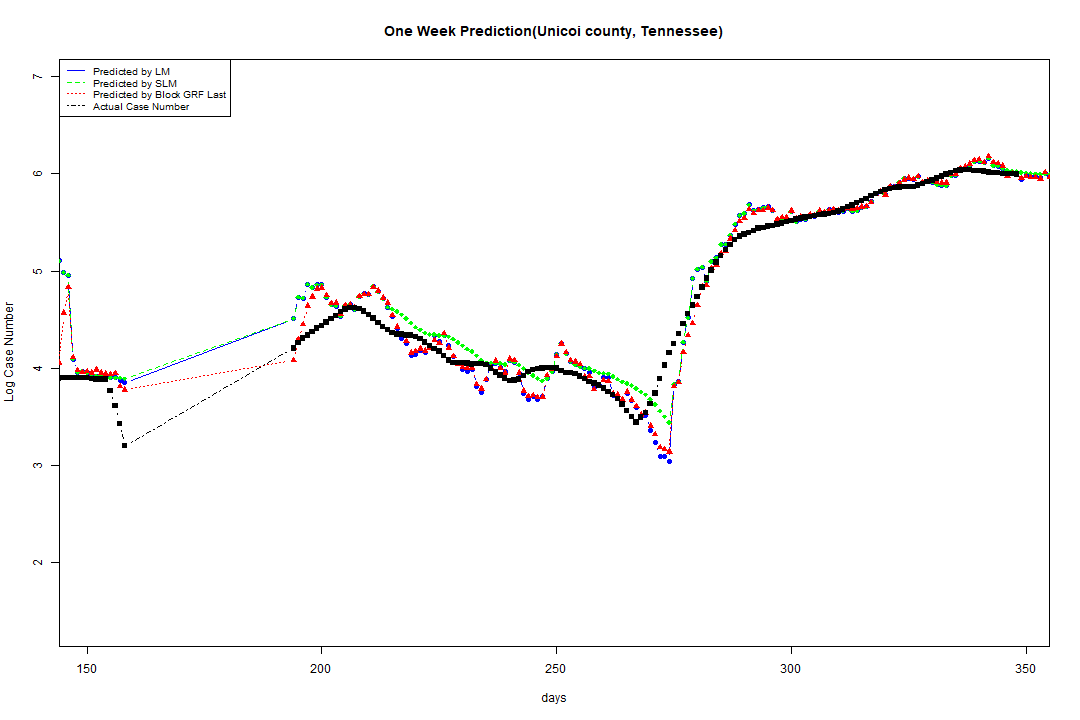 One Week Prediction(Unicoi county, Tennessee)
Predicted by LM
Predicted by SLM
Predicted by Block GRF Last
Actual Case Number
7
6
5
4
3
2
Log Case Number
150 200 250 300 350
days